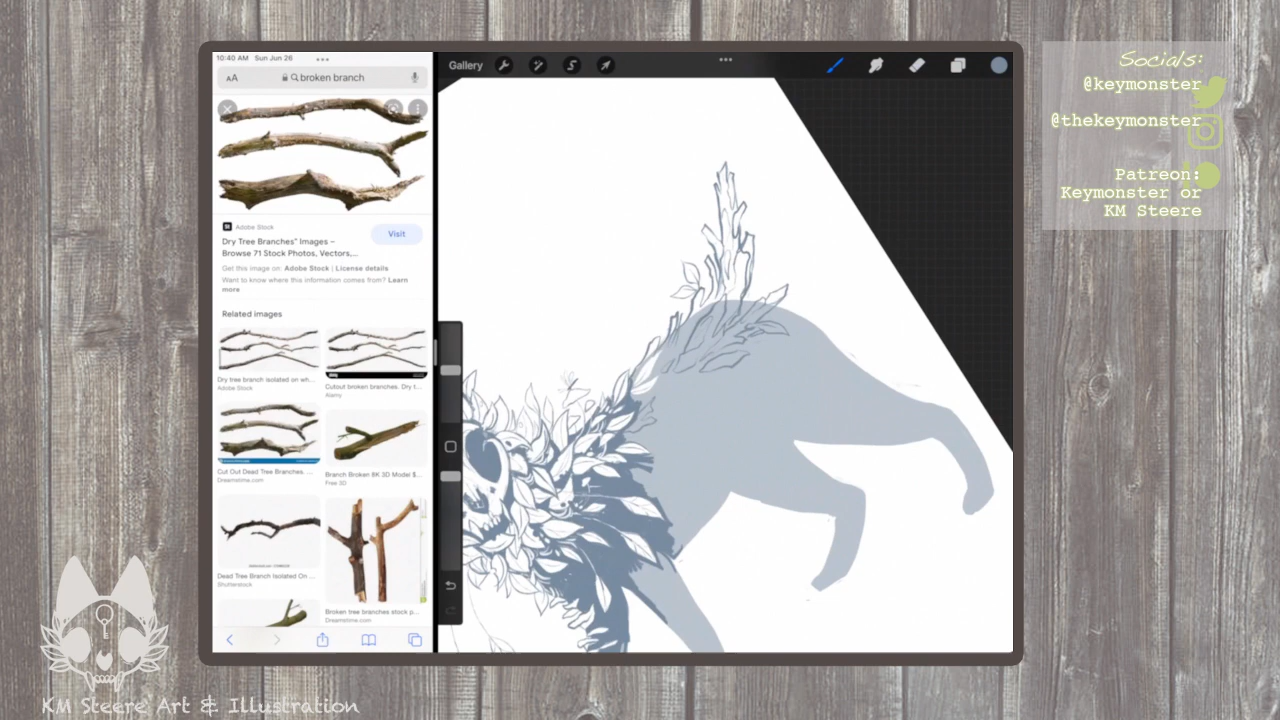 10:40 AM Sun Jun 26
AA
broken branch
Adobe Stock
Visit
Dry Tree Branches" Images –
Browse 71 Stock Photos, Vectors,...
Get this image on: Adobe Stock | License details
Want to know where this information comes from? Learn
more
Related images
Dry tree branch isolated on wh...
Adobe Stock
Cutout broken branches. Dry t...
Alamy
Cut Out Dead Tree Branches. ...
Dreamstime.com
Branch Broken 8K 3D Model $...
Free 3D
Dead Tree Branch Isolated On ...
Shutterstock
Broken tree branches stock p...
Dreamstime.com
Gallery
Socials:
@keymonster
@thekeymonster
Patreon:
Keymonster or
KM Steere
KM Steere Art & Illustration